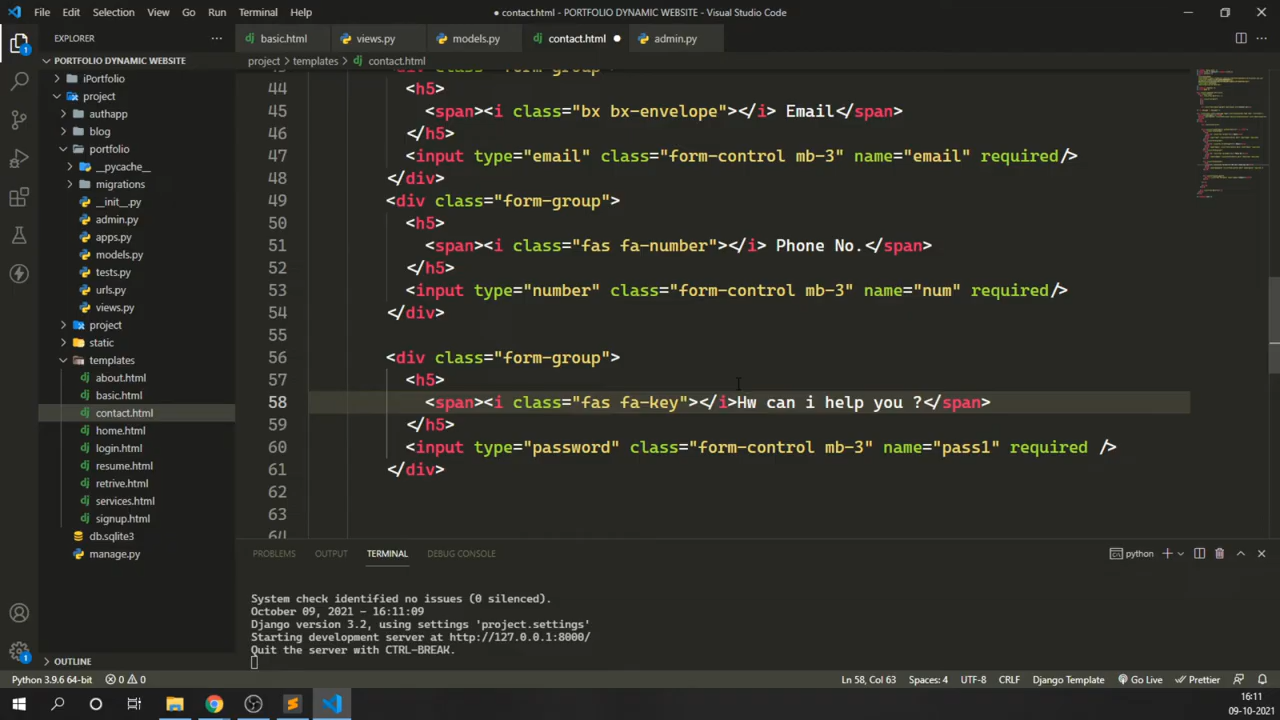 File Edit Selection View Go Run Terminal Help
● contact.html - PORTFOLIO DYNAMIC WEBSITE - Visual Studio Code
EXPLORER
basic.html
views.py
models.py
contact.html
admin.py
PORTFOLIO DYNAMIC WEBSITE
project > templates > contact.html
iPortfolio
project
authapp
blog
portfolio
__pycache__
migrations
__init__.py
admin.py
apps.py
models.py
tests.py
urls.py
views.py
project
static
templates
about.html
basic.html
contact.html
home.html
login.html
resume.html
retrive.html
services.html
signup.html
db.sqlite3
manage.py
OUTLINE
44 <h5>
45 <span><i class="bx bx-envelope"></i> Email</span>
46 </h5>
47 <input type="email" class="form-control mb-3" name="email" required/>
48 </div>
49 <div class="form-group">
50 <h5>
51 <span><i class="fas fa-number"></i> Phone No.</span>
52 </h5>
53 <input type="number" class="form-control mb-3" name="num" required/>
54 </div>
55
56 <div class="form-group">
57 <h5>
58 <span><i class="fas fa-key"></i>Hw can i help you ?</span>
59 </h5>
60 <input type="password" class="form-control mb-3" name="pass1" required />
61 </div>
62
63
PROBLEMS OUTPUT TERMINAL DEBUG CONSOLE
python
System check identified no issues (0 silenced).
October 09, 2021 - 16:11:09
Django version 3.2, using settings 'project.settings'
Starting development server at http://127.0.0.1:8000/
Quit the server with CTRL-BREAK.
Python 3.9.6 64-bit 0 0
Ln 58, Col 63 Spaces: 4 UTF-8 CRLF Django Template Go Live Prettier
16:11
09-10-2021